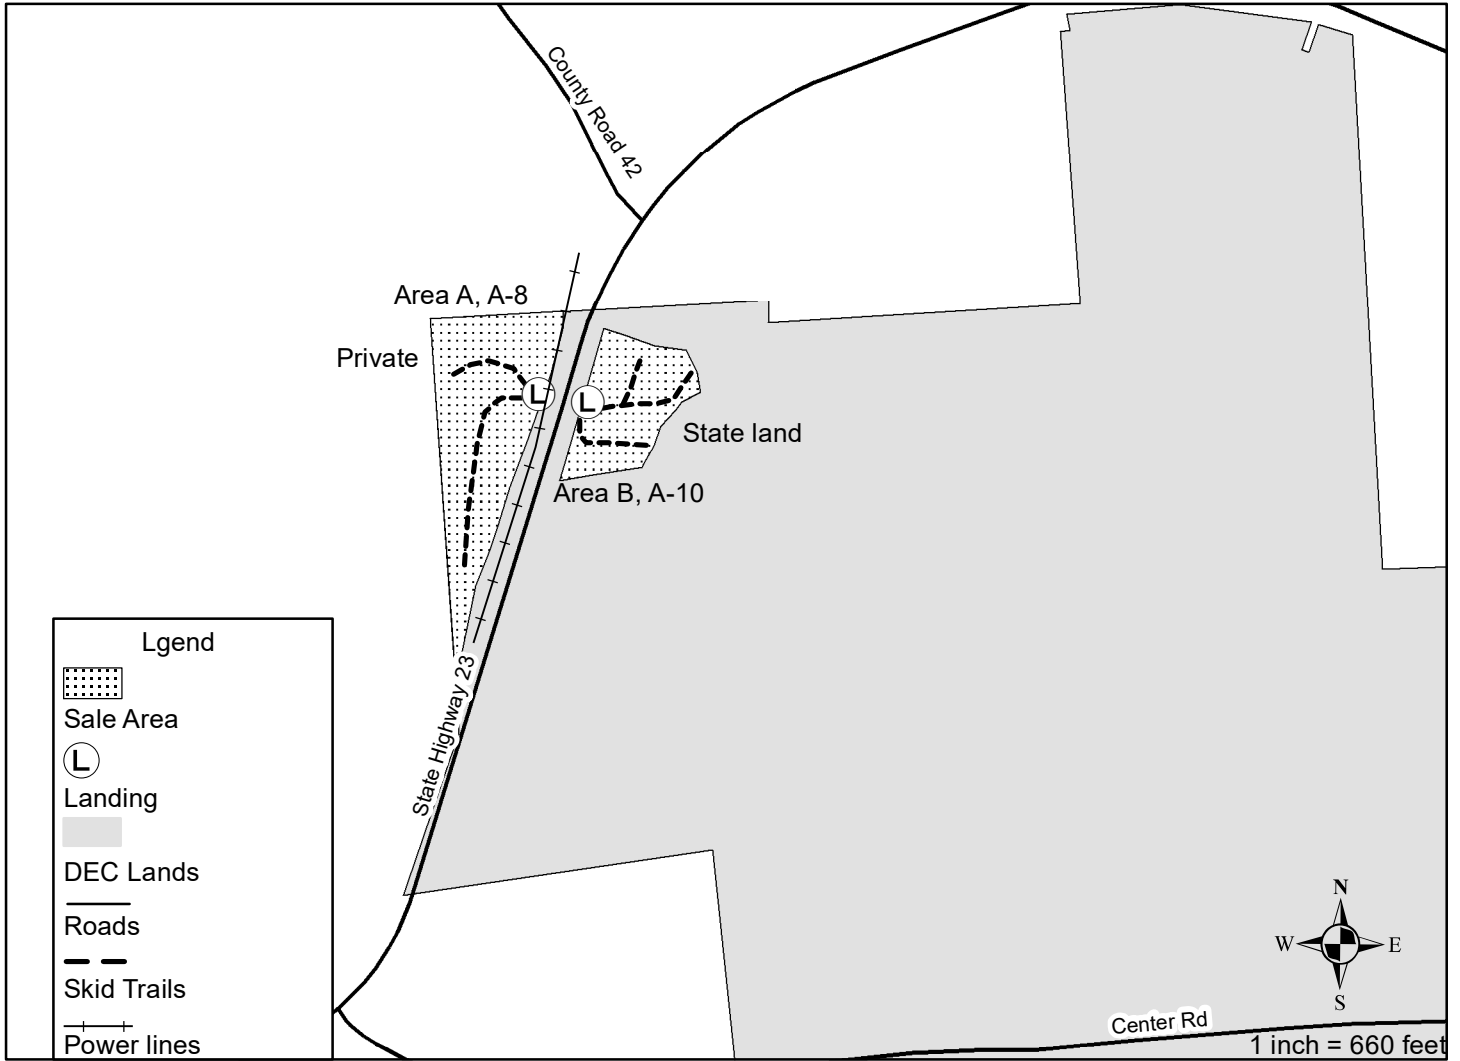 County Road 42
Area A, A-8
Private
L
L
State land
Area B, A-10
State Highway 23
Lgend
Sale Area
L
Landing
DEC Lands
Roads
Skid Trails
Power lines
N
W
E
S
Center Rd
1 inch = 660 feet